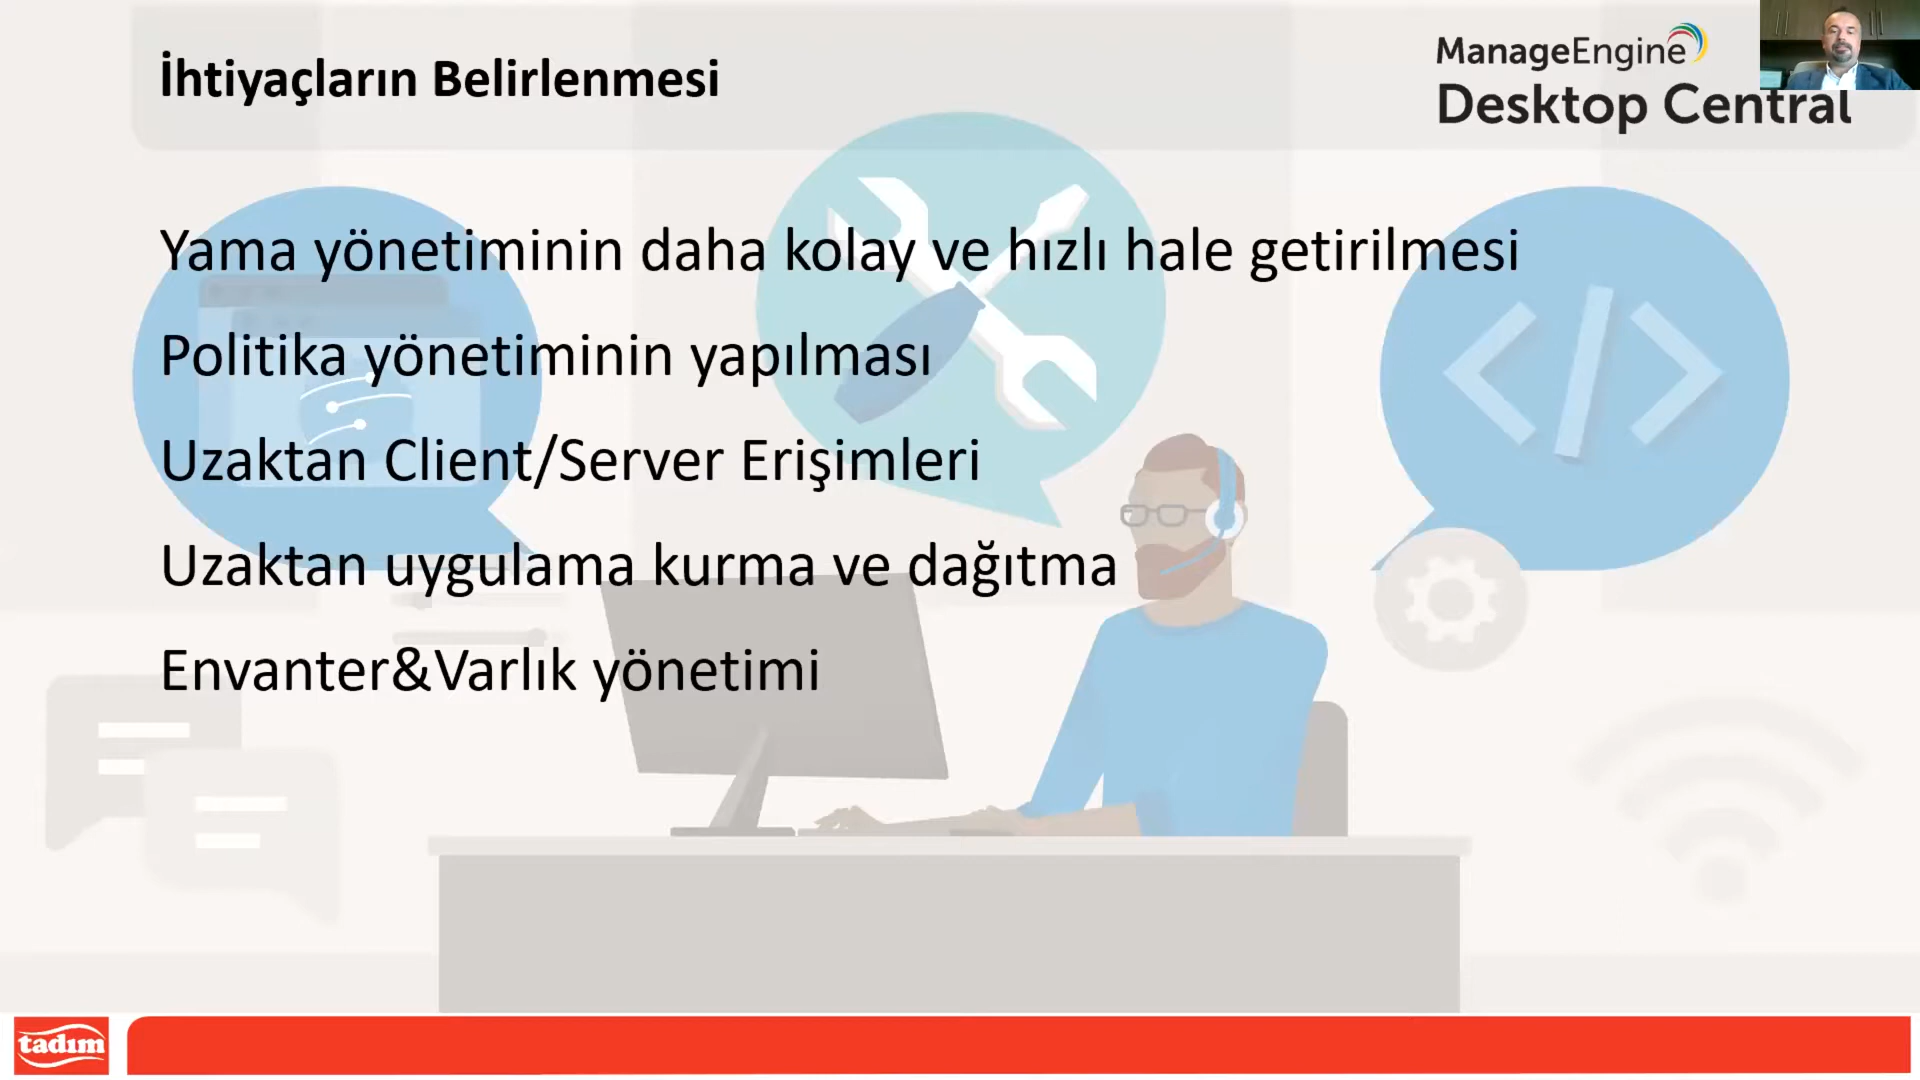 İhtiyaçların Belirlenmesi
ManageEngine
Desktop Central
Yama yönetiminin daha kolay ve hızlı hale getirilmesi
Politika yönetiminin yapılması
Uzaktan Client/Server Erişimleri
Uzaktan uygulama kurma ve dağıtma
Envanter&Varlık yönetimi
tadım